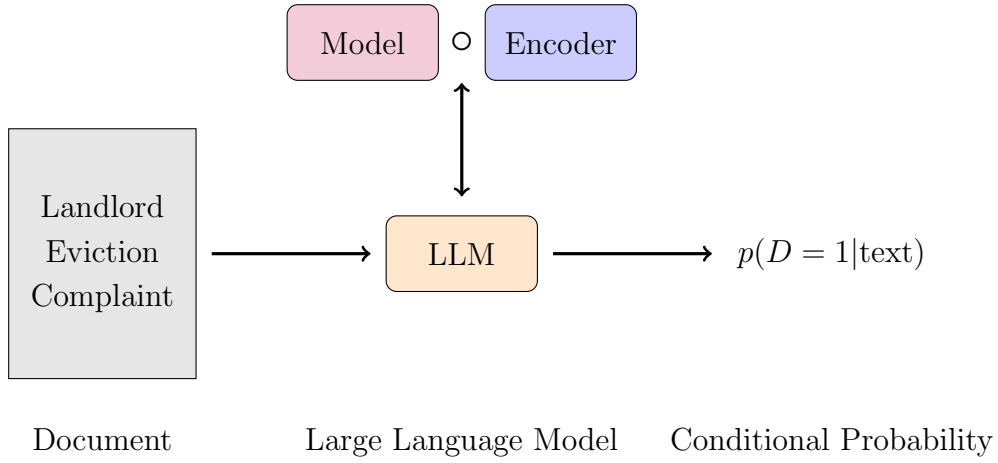 Model ∘ Encoder
Landlord
Eviction
Complaint
LLM
p(D = 1|text)
Document
Large Language Model
Conditional Probability